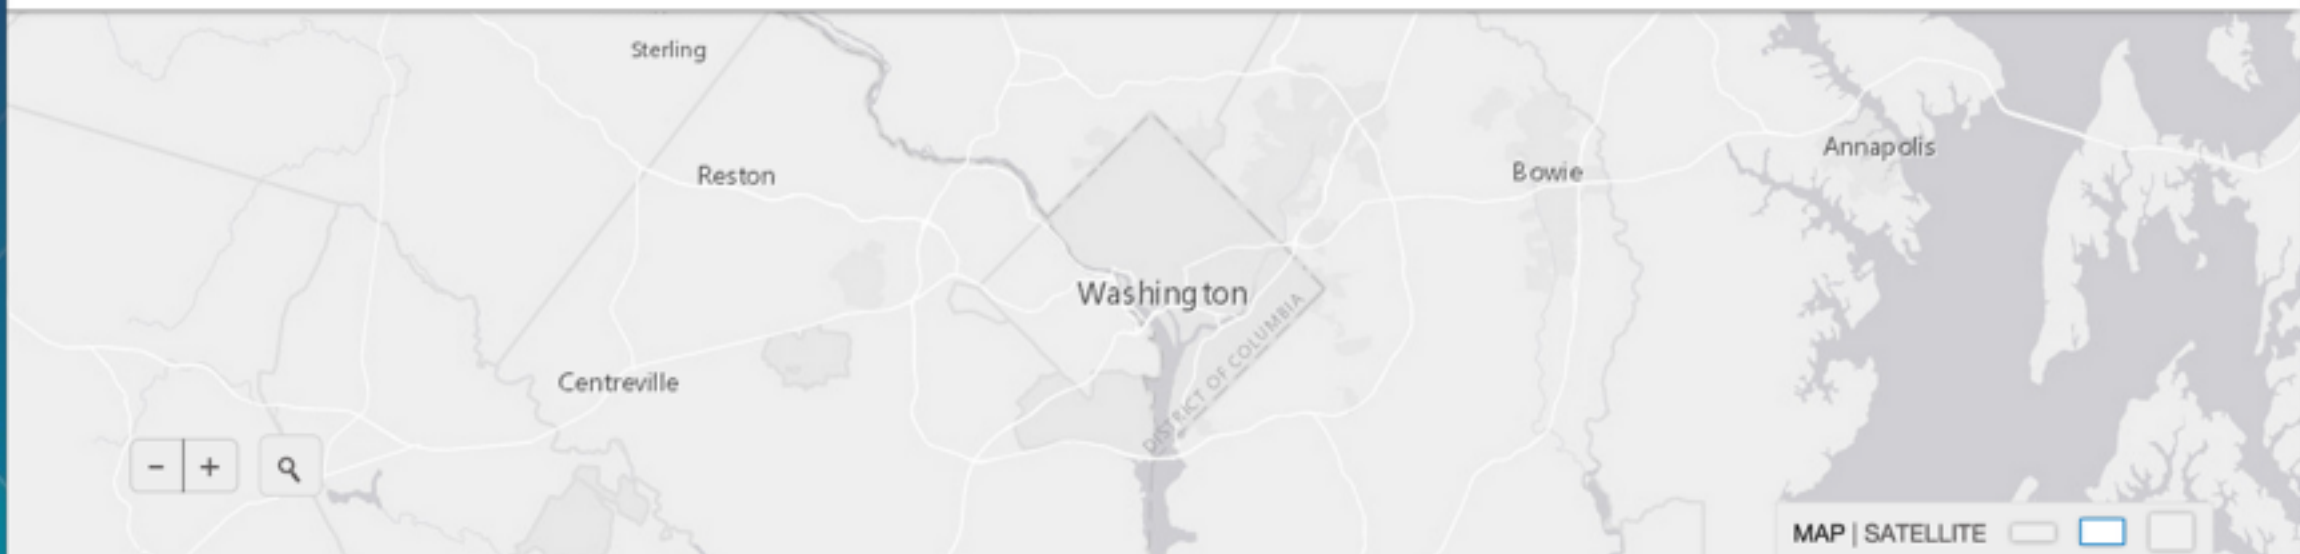 Sterling
Reston
Bowie
Annapolis
Washington
DISTRICT OF COLUMBIA
Centreville
− +
MAP | SATELLITE